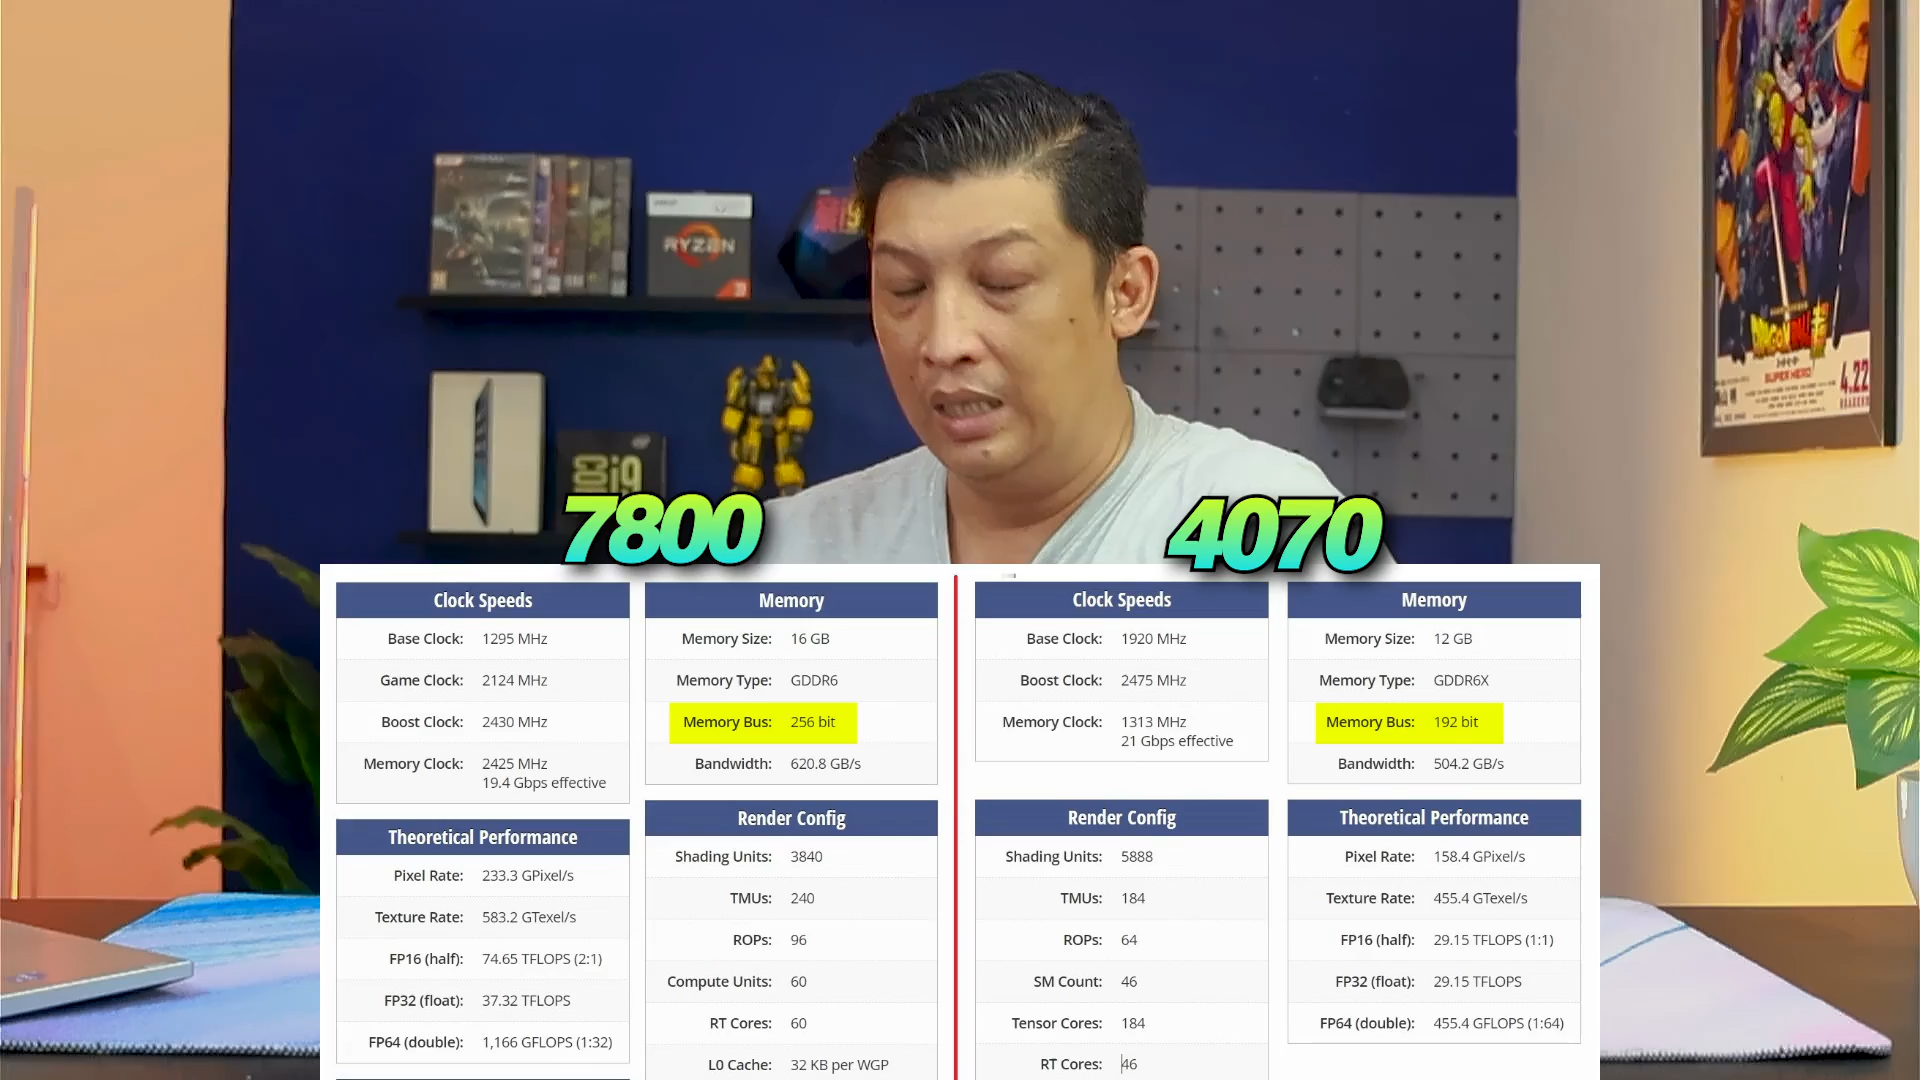 RYZEN
i9
DRAGONBALL
SUPER HERO
4.22
7800
4070
Clock Speeds
Base Clock: 1295 MHz
Game Clock: 2124 MHz
Boost Clock: 2430 MHz
Memory Clock: 2425 MHz
19.4 Gbps effective
Theoretical Performance
Pixel Rate: 233.3 GPixel/s
Texture Rate: 583.2 GTexel/s
FP16 (half): 74.65 TFLOPS (2:1)
FP32 (float): 37.32 TFLOPS
FP64 (double): 1,166 GFLOPS (1:32)
Memory
Memory Size: 16 GB
Memory Type: GDDR6
Memory Bus: 256 bit
Bandwidth: 620.8 GB/s
Render Config
Shading Units: 3840
TMUs: 240
ROPs: 96
Compute Units: 60
RT Cores: 60
L0 Cache: 32 KB per WGP
Clock Speeds
Base Clock: 1920 MHz
Boost Clock: 2475 MHz
Memory Clock: 1313 MHz
21 Gbps effective
Render Config
Shading Units: 5888
TMUs: 184
ROPs: 64
SM Count: 46
Tensor Cores: 184
RT Cores: 46
Memory
Memory Size: 12 GB
Memory Type: GDDR6X
Memory Bus: 192 bit
Bandwidth: 504.2 GB/s
Theoretical Performance
Pixel Rate: 158.4 GPixel/s
Texture Rate: 455.4 GTexel/s
FP16 (half): 29.15 TFLOPS (1:1)
FP32 (float): 29.15 TFLOPS
FP64 (double): 455.4 GFLOPS (1:64)